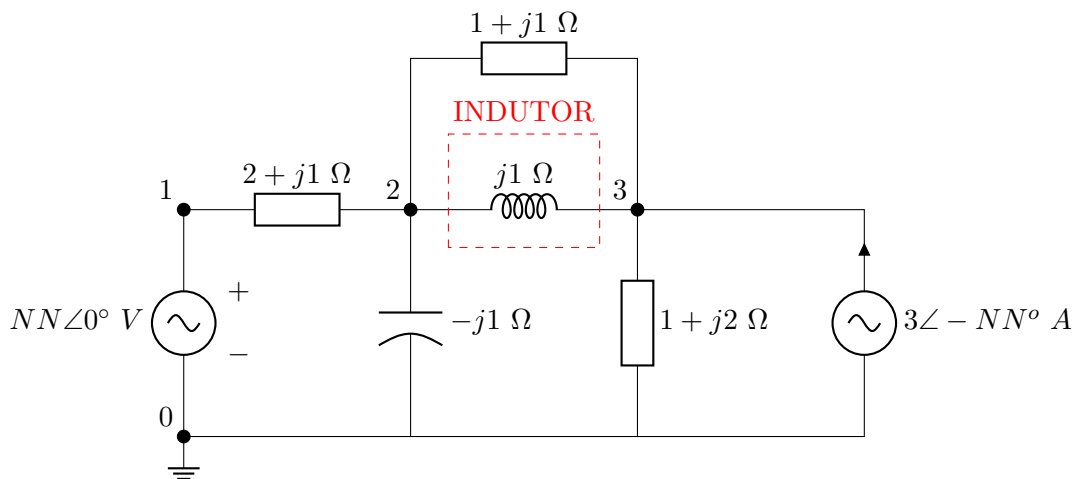 1 + j1 Ω
INDUTOR
1
2 + j1 Ω
2
j1 Ω
3
NN∠0° V
+
−
−j1 Ω
1 + j2 Ω
3∠ − NNᵒ A
0